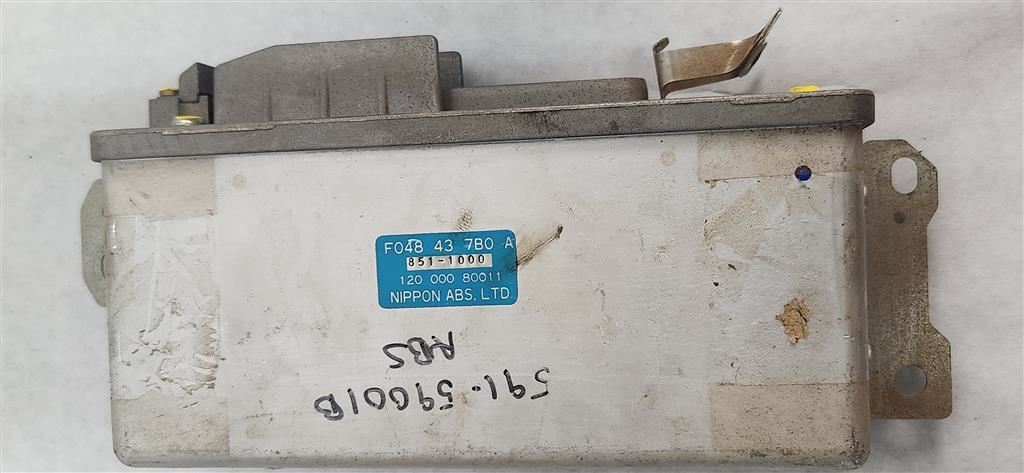 F048 43 7B0 A
851-1000
120 000 80011
NIPPON ABS. LTD.
591-59601B
ABS